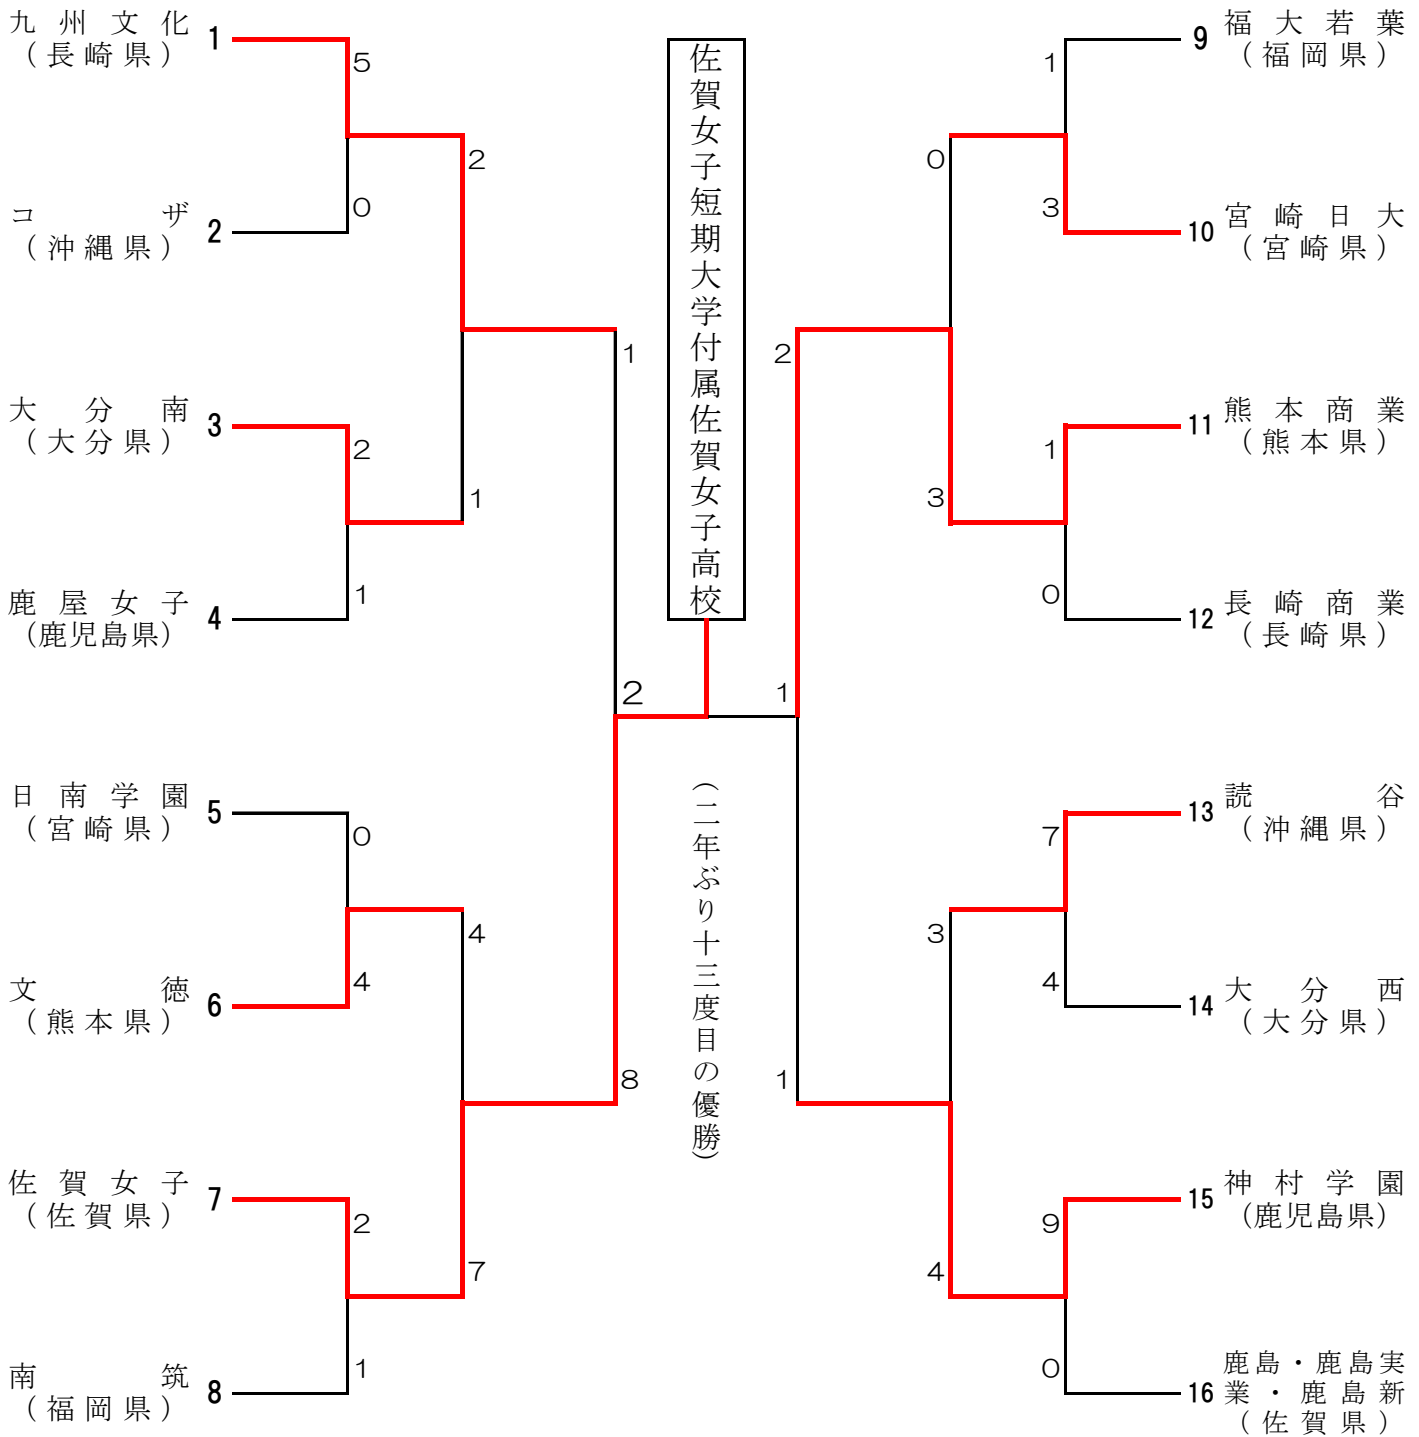 九州文化
(長崎県)
1
5
コザ
(沖縄県)
2
0
2
大分南
(大分県)
3
2
鹿屋女子
(鹿児島県)
4
1
1
1
日南学園
(宮崎県)
5
0
文徳
(熊本県)
6
4
4
佐賀女子
(佐賀県)
7
2
南筑
(福岡県)
8
1
7
8
2
佐賀女子短期大学付属佐賀女子高校
(二年ぶり十三度目の優勝)
1
9
福大若葉
(福岡県)
1
10
宮崎日大
(宮崎県)
3
0
11
熊本商業
(熊本県)
1
12
長崎商業
(長崎県)
0
3
2
13
読谷
(沖縄県)
7
14
大分西
(大分県)
4
3
15
神村学園
(鹿児島県)
9
16
鹿島・鹿島実
業・鹿島新
(佐賀県)
0
4
1